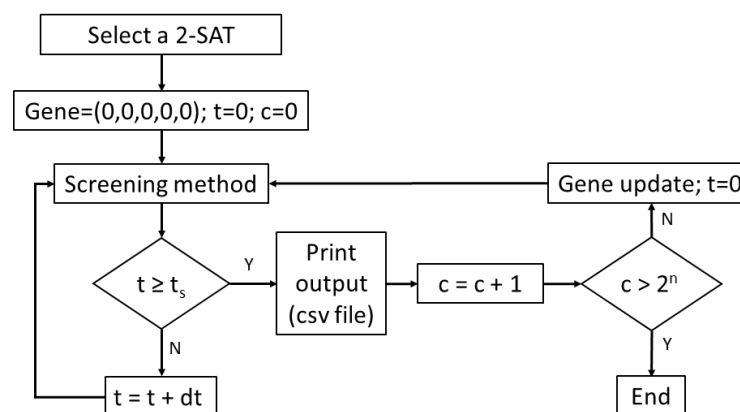 Select a 2-SAT
Gene=(0,0,0,0,0); t=0; c=0
Screening method
Gene update; t=0
N
t ≥ tₛ
Y
Print
output
(csv file)
c = c + 1
c > 2ⁿ
N
Y
t = t + dt
End